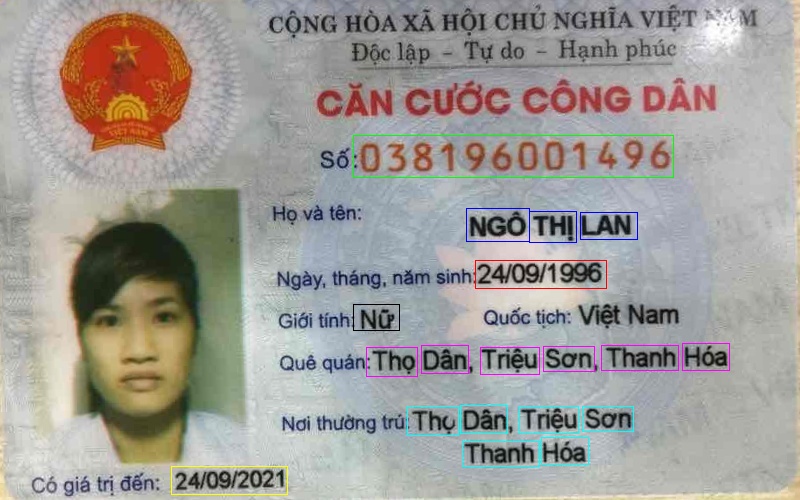 CỘNG HÒA XÃ HỘI CHỦ NGHĨA VIỆT NAM
Độc lập - Tự do - Hạnh phúc
CĂN CƯỚC CÔNG DÂN
Số: 038196001496
Họ và tên: NGÔ THỊ LAN
Ngày, tháng, năm sinh: 24/09/1996
Giới tính: Nữ Quốc tịch: Việt Nam
Quê quán: Thọ Dân, Triệu Sơn, Thanh Hóa
Nơi thường trú: Thọ Dân, Triệu Sơn
Thanh Hóa
Có giá trị đến: 24/09/2021